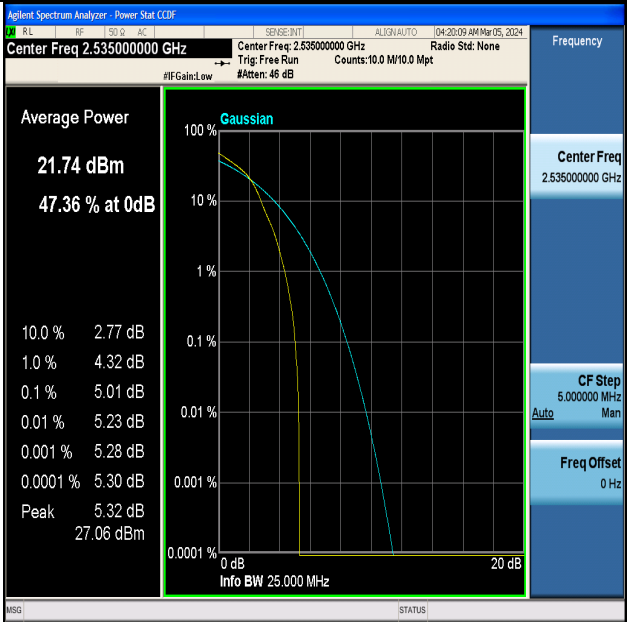 Agilent Spectrum Analyzer - Power Stat CCDF
LXI RL RF 50 Ω AC SENSE:INT ALIGN AUTO 04:20:09 AM Mar 05, 2024
Center Freq 2.535000000 GHz
Center Freq: 2.535000000 GHz Radio Std: None
Trig: Free Run Counts:10.0 M/10.0 Mpt
#IFGain:Low #Atten: 46 dB
Frequency
Average Power
21.74 dBm
47.36 % at 0dB
10.0 % 2.77 dB
1.0 % 4.32 dB
0.1 % 5.01 dB
0.01 % 5.23 dB
0.001 % 5.28 dB
0.0001 % 5.30 dB
Peak 5.32 dB
27.06 dBm
Gaussian
100 %
10 %
1 %
0.1 %
0.01 %
0.001 %
0.0001 %
0 dB 20 dB
Info BW 25.000 MHz
Center Freq
2.535000000 GHz
CF Step
5.000000 MHz
Auto Man
Freq Offset
0 Hz
MSG STATUS